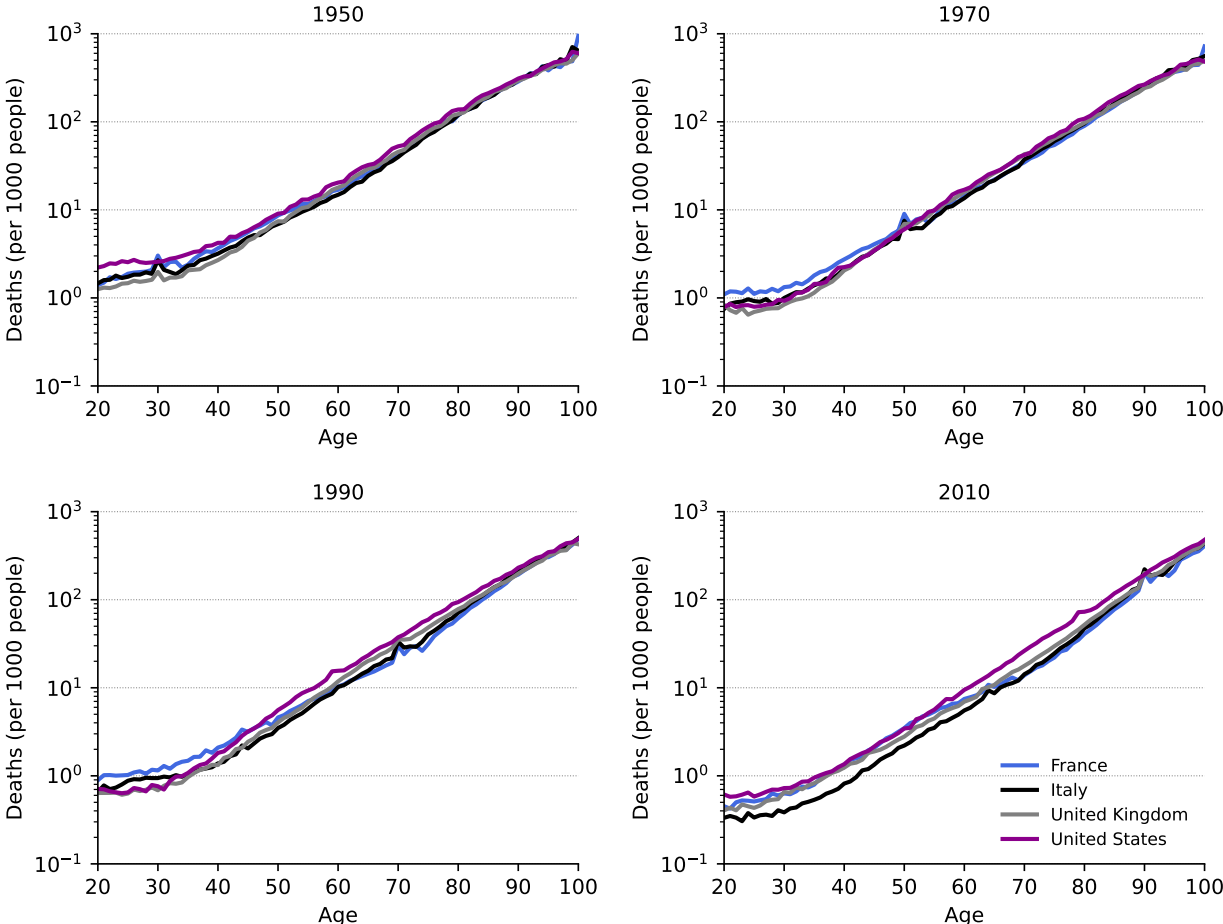 1950
Deaths (per 1000 people)
10³
10²
10¹
10⁰
10⁻¹
20 30 40 50 60 70 80 90 100
Age
1970
Deaths (per 1000 people)
10³
10²
10¹
10⁰
10⁻¹
20 30 40 50 60 70 80 90 100
Age
1990
Deaths (per 1000 people)
10³
10²
10¹
10⁰
10⁻¹
20 30 40 50 60 70 80 90 100
Age
2010
Deaths (per 1000 people)
10³
10²
10¹
10⁰
10⁻¹
France
Italy
United Kingdom
United States
20 30 40 50 60 70 80 90 100
Age